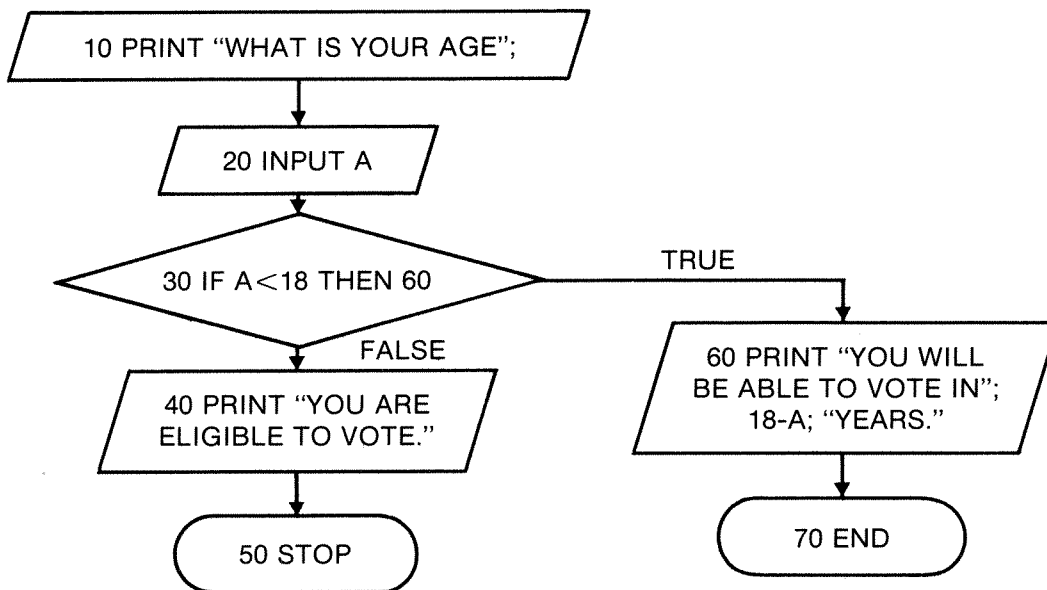 10 PRINT “WHAT IS YOUR AGE”;
20 INPUT A
30 IF A<18 THEN 60
TRUE
FALSE
40 PRINT “YOU ARE
ELIGIBLE TO VOTE.”
50 STOP
60 PRINT “YOU WILL
BE ABLE TO VOTE IN”;
18-A; “YEARS.”
70 END